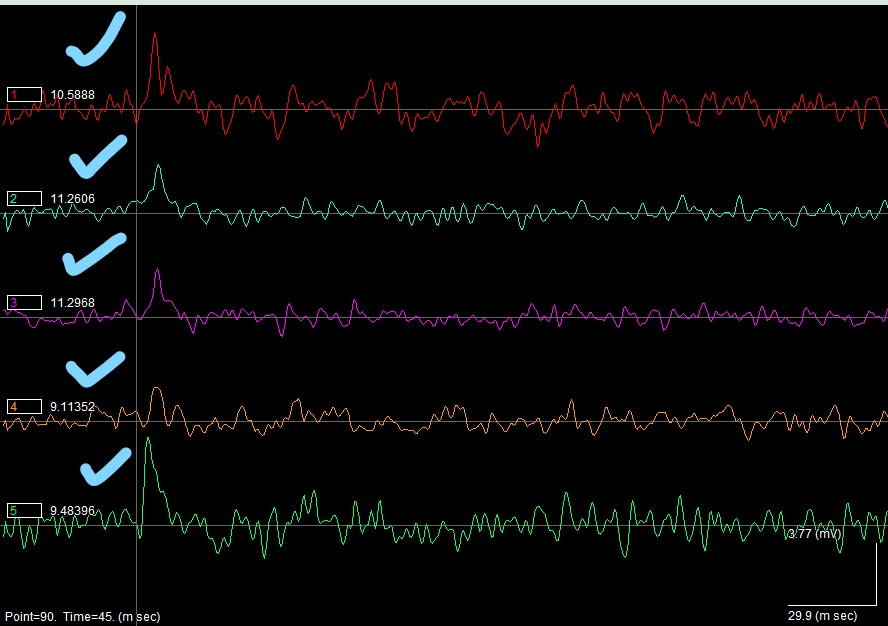 1 10.5888
2 11.2606
3 11.2968
4 9.11352
5 9.48396
3.77 (mV)
Point=90. Time=45. (m sec)
29.9 (m sec)